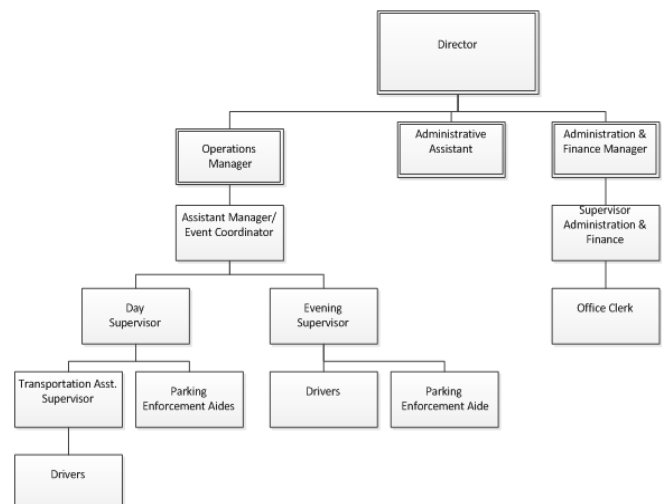 Director
Operations
Manager
Administrative
Assistant
Administration &
Finance Manager
Assistant Manager/
Event Coordinator
Supervisor
Administration &
Finance
Day
Supervisor
Evening
Supervisor
Office Clerk
Transportation Asst.
Supervisor
Parking
Enforcement Aides
Drivers
Parking
Enforcement Aide
Drivers